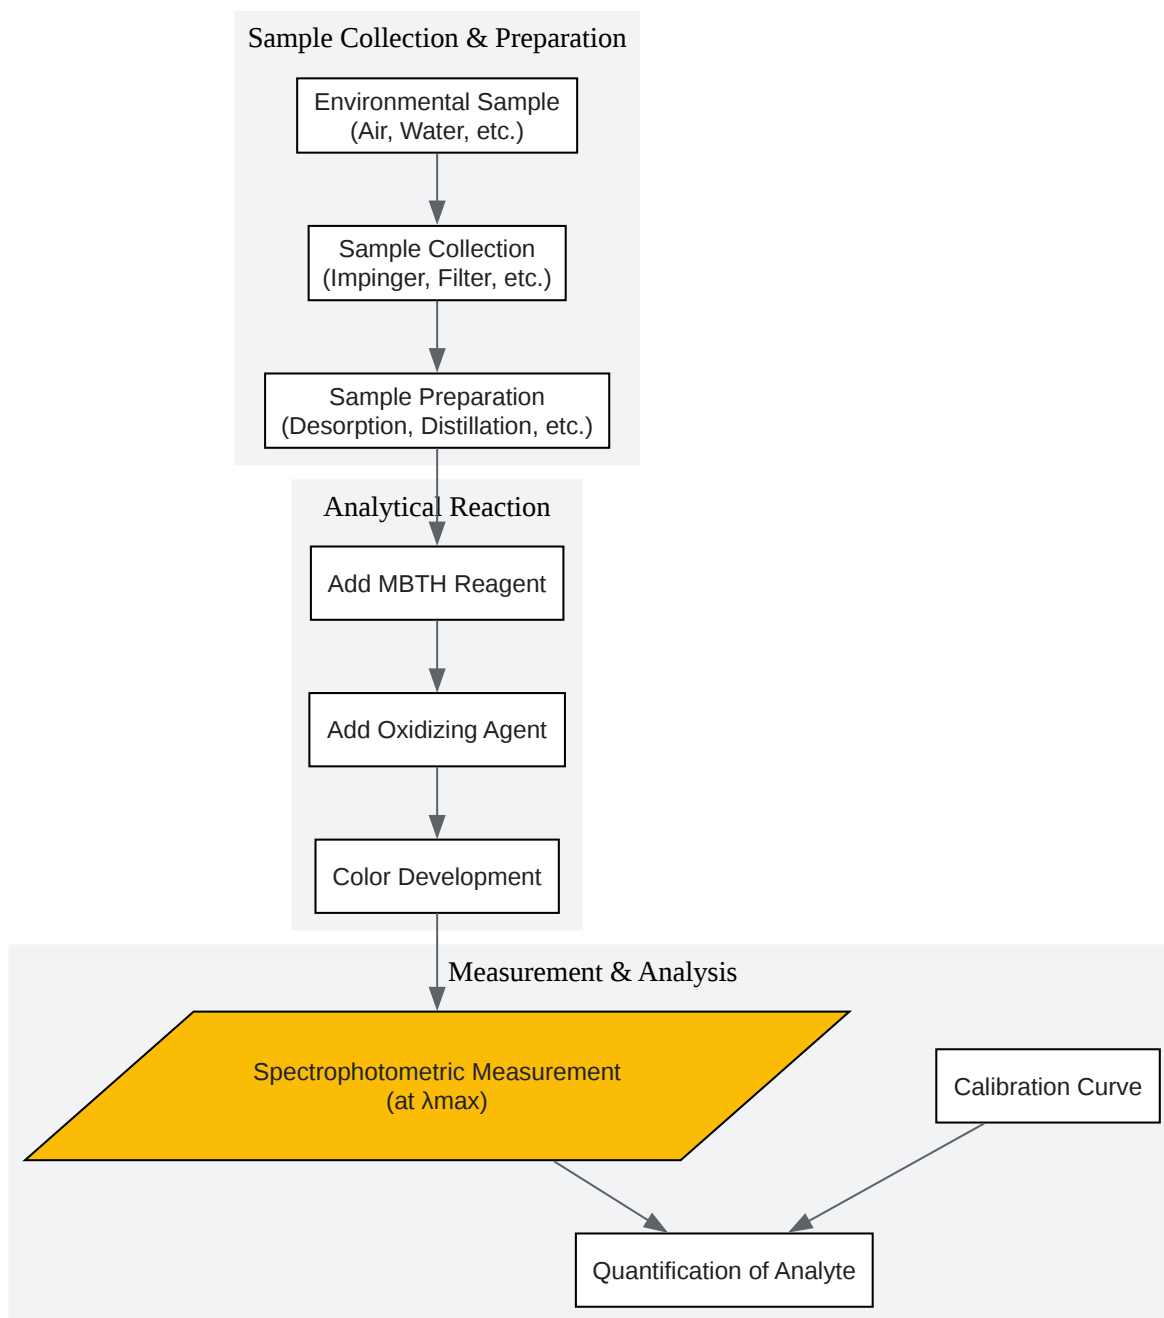 Sample Collection & Preparation
Environmental Sample
(Air, Water, etc.)
Sample Collection
(Impinger, Filter, etc.)
Sample Preparation
(Desorption, Distillation, etc.)
Analytical Reaction
Add MBTH Reagent
Add Oxidizing Agent
Color Development
Measurement & Analysis
Spectrophotometric Measurement
(at λmax)
Calibration Curve
Quantification of Analyte